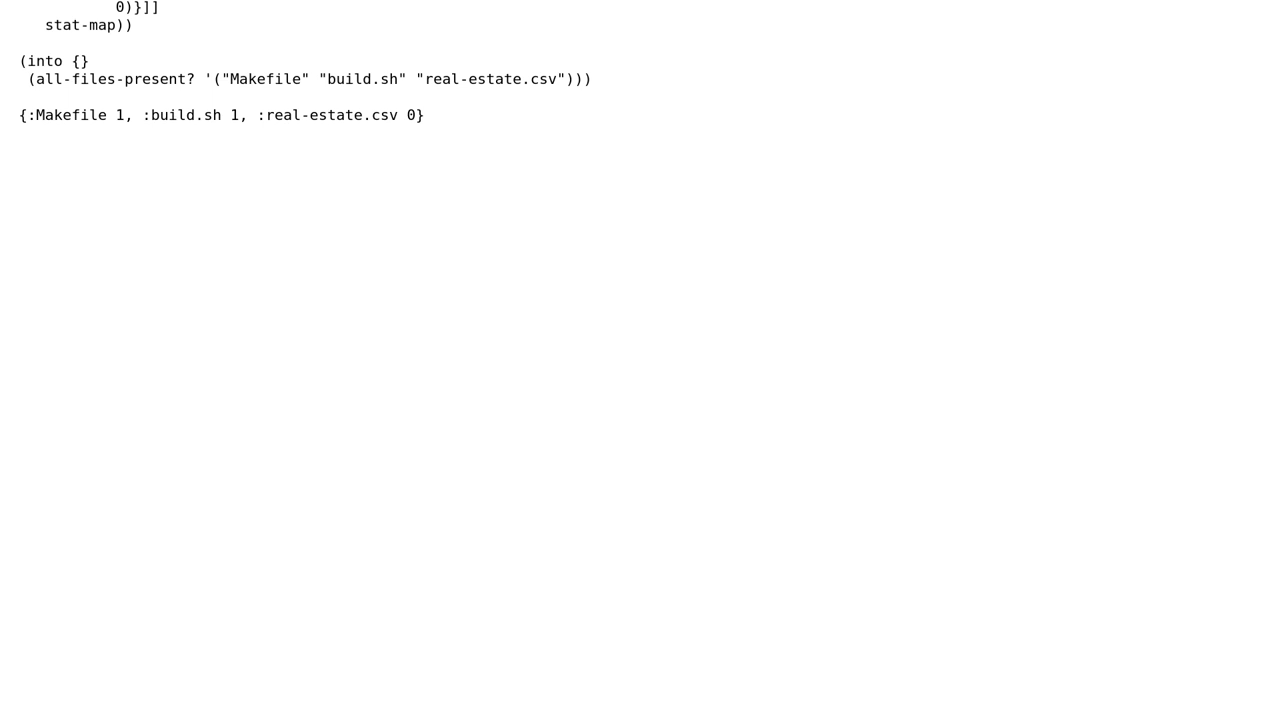 0)}]]
stat-map))
(into {}
(all-files-present? '("Makefile" "build.sh" "real-estate.csv")))
{:Makefile 1, :build.sh 1, :real-estate.csv 0}